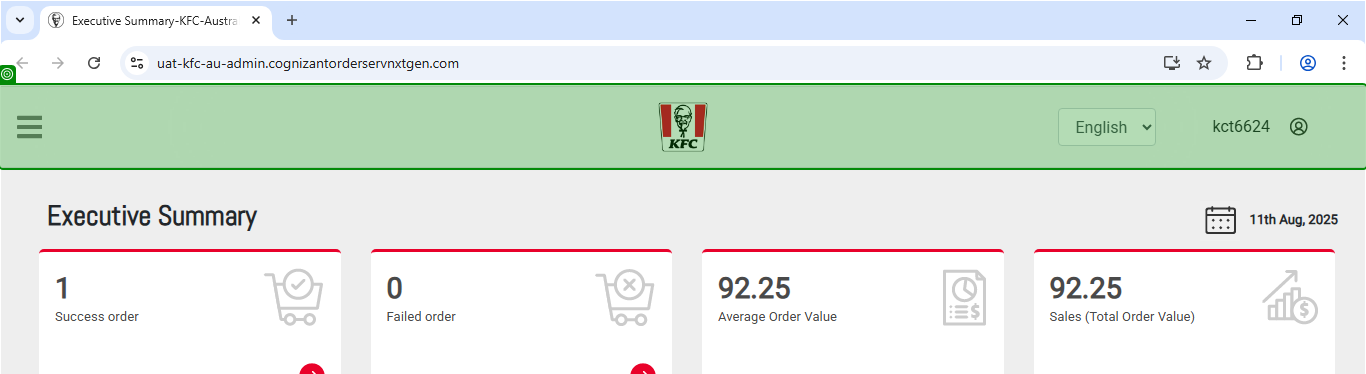 Executive Summary-KFC-Austra
uat-kfc-au-admin.cognizantorderservnxtgen.com
KFC
English
kct6624
Executive Summary
11th Aug, 2025
1
Success order
0
Failed order
92.25
Average Order Value
92.25
Sales (Total Order Value)